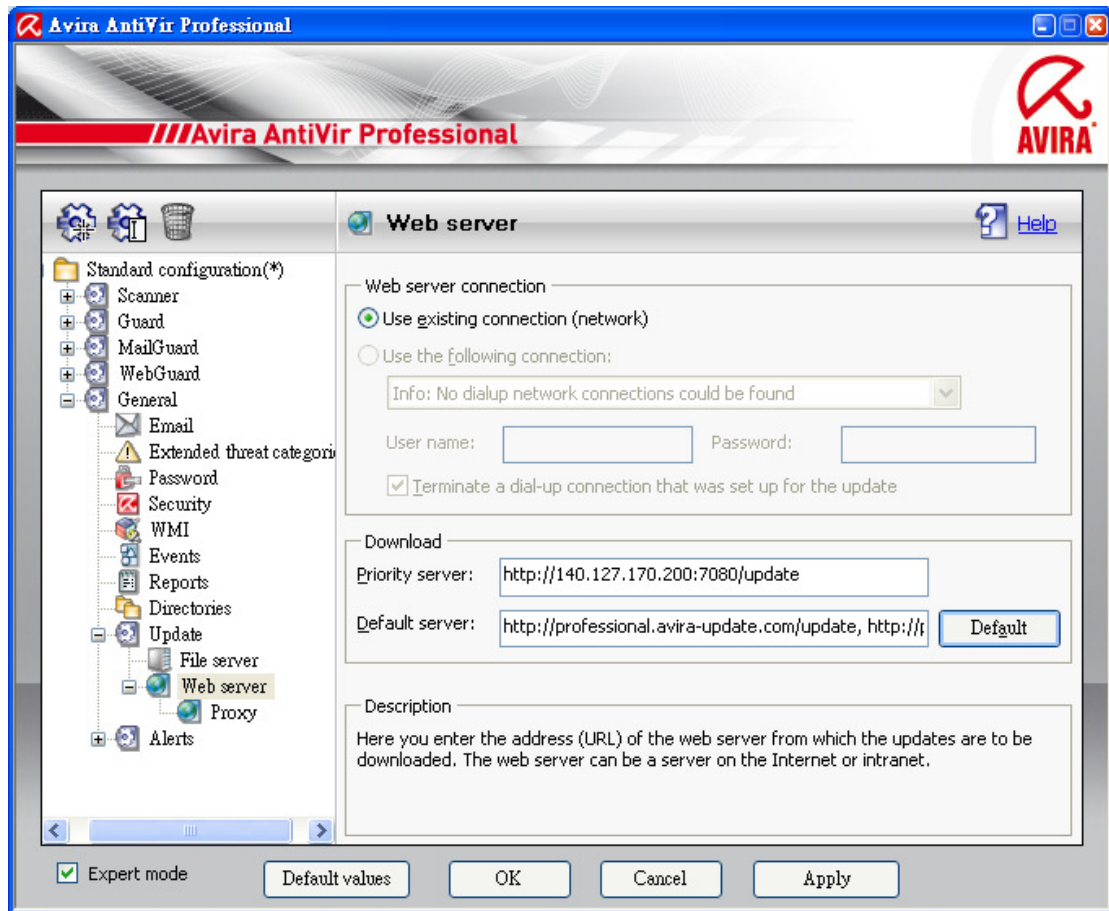 Avira AntiVir Professional
Avira AntiVir Professional
AVIRA
Web server
Help
Standard configuration(*)
Scanner
Guard
MailGuard
WebGuard
General
Email
Extended threat categori
Password
Security
WMI
Events
Reports
Directories
Update
File server
Web server
Proxy
Alerts
Web server connection
Use existing connection (network)
Use the following connection:
Info: No dialup network connections could be found
User name: Password:
Terminate a dial-up connection that was set up for the update
Download
Priority server: http://140.127.170.200:7080/update
Default server: http://professional.avira-update.com/update, http://p Default
Description
Here you enter the address (URL) of the web server from which the updates are to be
downloaded. The web server can be a server on the Internet or intranet.
Expert mode Default values OK Cancel Apply